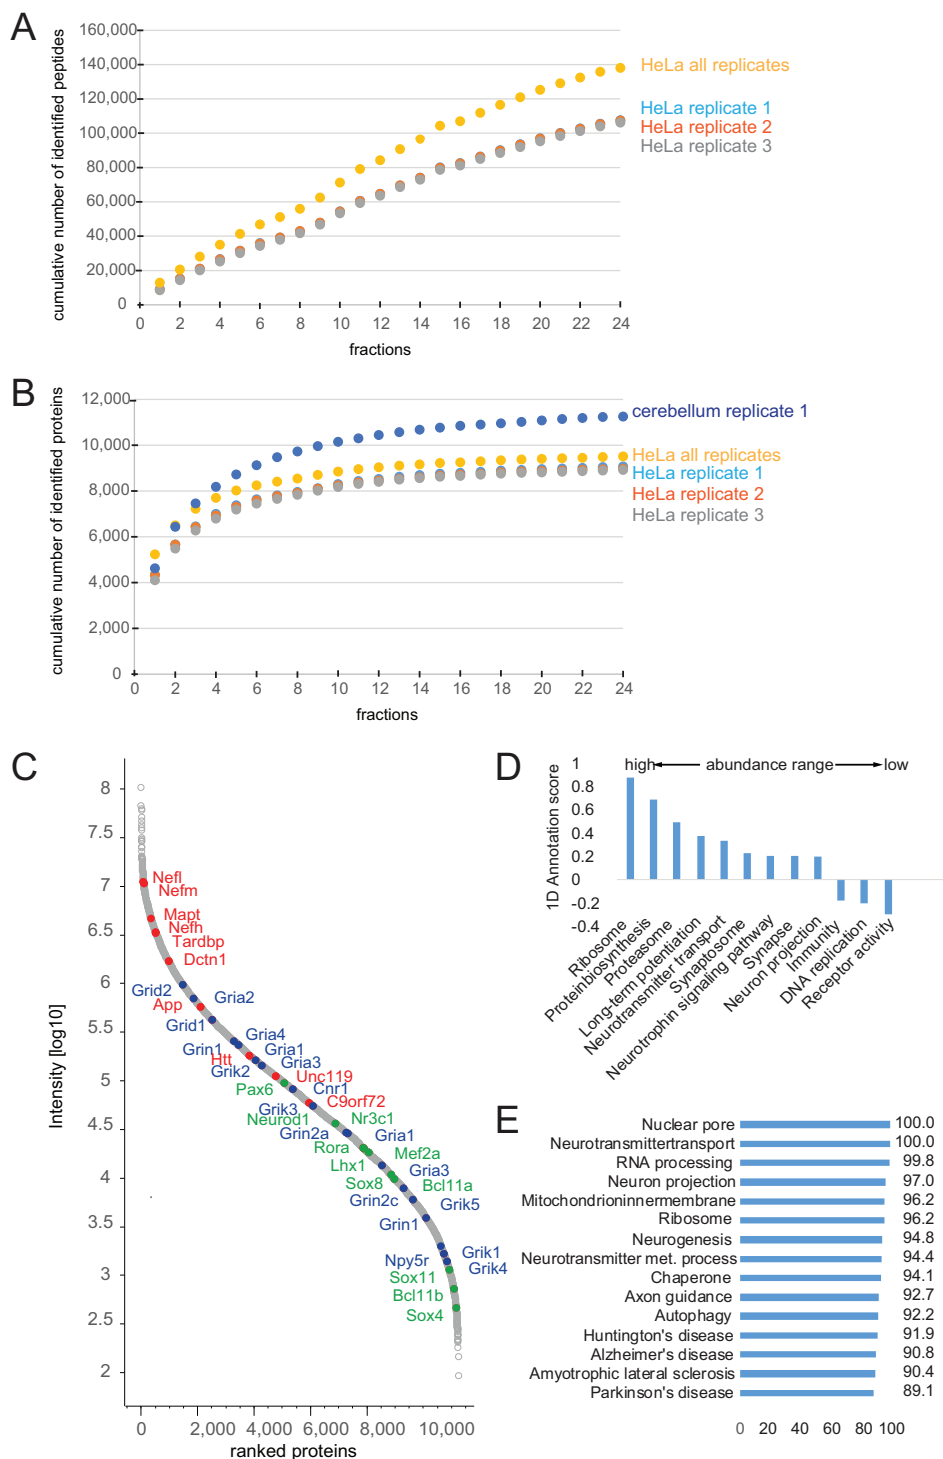 A
cumulative number of identified peptides
160,000
140,000
120,000
100,000
80,000
60,000
40,000
20,000
0
0 2 4 6 8 10 12 14 16 18 20 22 24
fractions
HeLa all replicates
HeLa replicate 1
HeLa replicate 2
HeLa replicate 3
B
cumulative number of identified proteins
12,000
10,000
8,000
6,000
4,000
2,000
0
0 2 4 6 8 10 12 14 16 18 20 22 24
fractions
cerebellum replicate 1
HeLa all replicates
HeLa replicate 1
HeLa replicate 2
HeLa replicate 3
C
Intensity [log10]
8
7.5
7
6.5
6
5.5
5
4.5
4
3.5
3
2.5
2
0 2,000 4,000 6,000 8,000 10,000
ranked proteins
Nefl
Nefm
Mapt
Nefh
Tardbp
Dctn1
Grid2
Gria2
App
Grid1
Gria4
Grin1
Gria1
Htt
Gria3
Grik2
Unc119
Pax6
Cnr1
C9orf72
Grik3
Neurod1
Nr3c1
Grin2a
Gria1
Rora
Mef2a
Lhx1
Gria3
Sox8
Bcl11a
Grin2c
Grik5
Grin1
Grik1
Npy5r
Grik4
Sox11
Bcl11b
Sox4
D
1D Annotation score
high abundance range low
1
0.8
0.6
0.4
0.2
0
-0.2
-0.4
Ribosome
Proteinbiosynthesis
Proteasome
Long-term potentiation
Neurotransmitter transport
Synaptosome
Neurotrophin signaling pathway
Synapse
Neuron projection
Immunity
DNA replication
Receptor activity
E
Nuclear pore 100.0
Neurotransmittertransport 100.0
RNA processing 99.8
Neuron projection 97.0
Mitochondrioninnermembrane 96.2
Ribosome 96.2
Neurogenesis 94.8
Neurotransmitter met. process 94.4
Chaperone 94.1
Axon guidance 92.7
Autophagy 92.2
Huntington's disease 91.9
Alzheimer's disease 90.8
Amyotrophic lateral sclerosis 90.4
Parkinson's disease 89.1
0 20 40 60 80 100